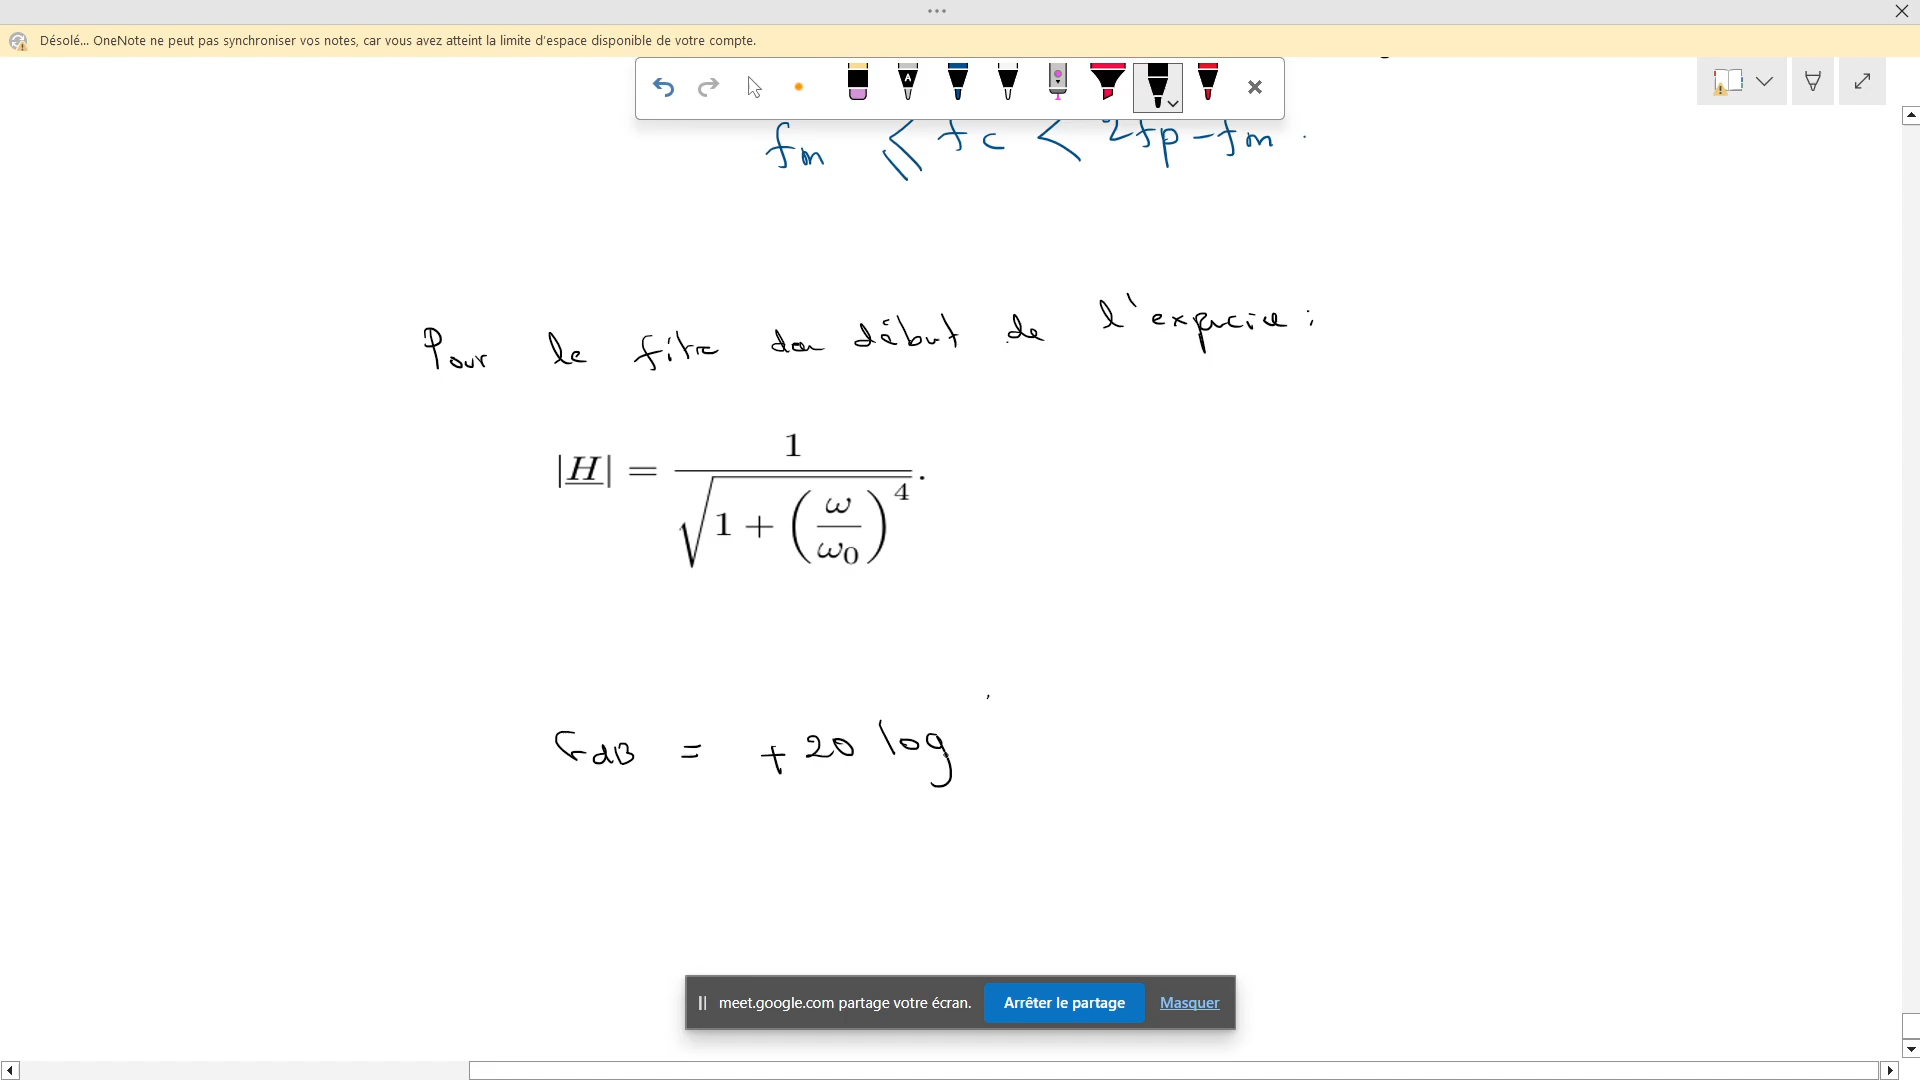 Désolé... OneNote ne peut pas synchroniser vos notes, car vous avez atteint la limite d'espace disponible de votre compte.
A
fm ⩽ fc < 2fp-fm.
Pour le début de l'exercice :
|H| = 1 / √(1 + (ω/ω0)^4).
GdB = + 20 log
meet.google.com partage votre écran. Arrêter le partage Masquer